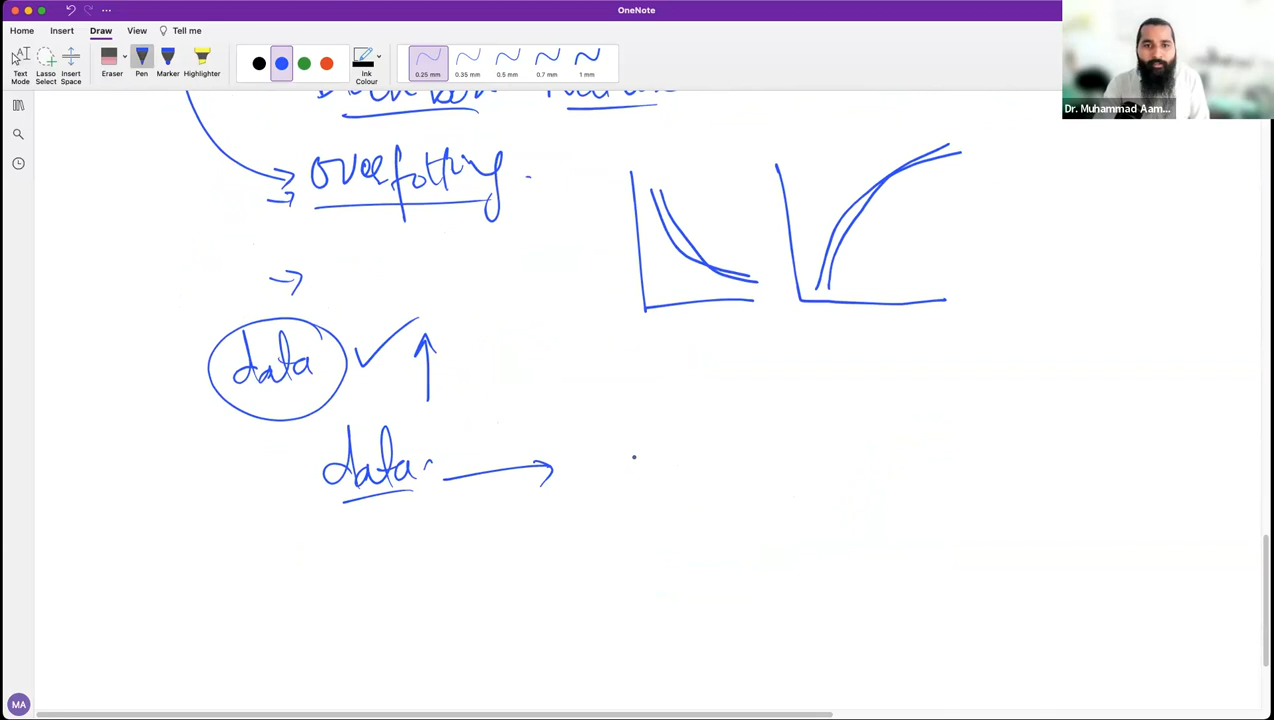 OneNote
Home Insert Draw View Tell me
Text Mode
Lasso Select
Insert Space
Eraser
Pen
Marker
Highlighter
Ink Colour
0.25 mm 0.35 mm 0.5 mm 0.7 mm 1 mm
Dr. Muhammad Aam...
overfotting
data
data
MA